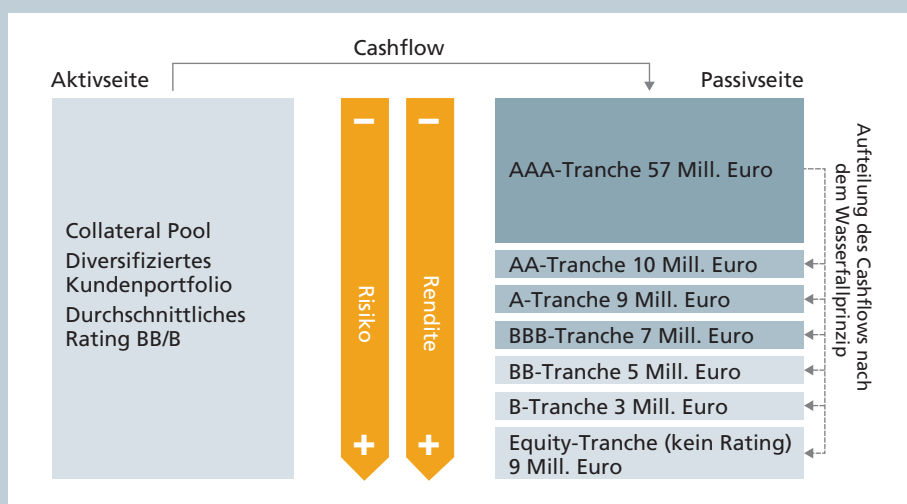 Cashflow
Aktivseite
Passivseite
Collateral Pool
Diversifiziertes
Kundenportfolio
Durchschnittliches
Rating BB/B
−
+
Risiko
−
+
Rendite
AAA-Tranche 57 Mill. Euro
AA-Tranche 10 Mill. Euro
A-Tranche 9 Mill. Euro
BBB-Tranche 7 Mill. Euro
BB-Tranche 5 Mill. Euro
B-Tranche 3 Mill. Euro
Equity-Tranche (kein Rating)
9 Mill. Euro
Aufteilung des Cashflows nach
dem Wasserfallprinzip